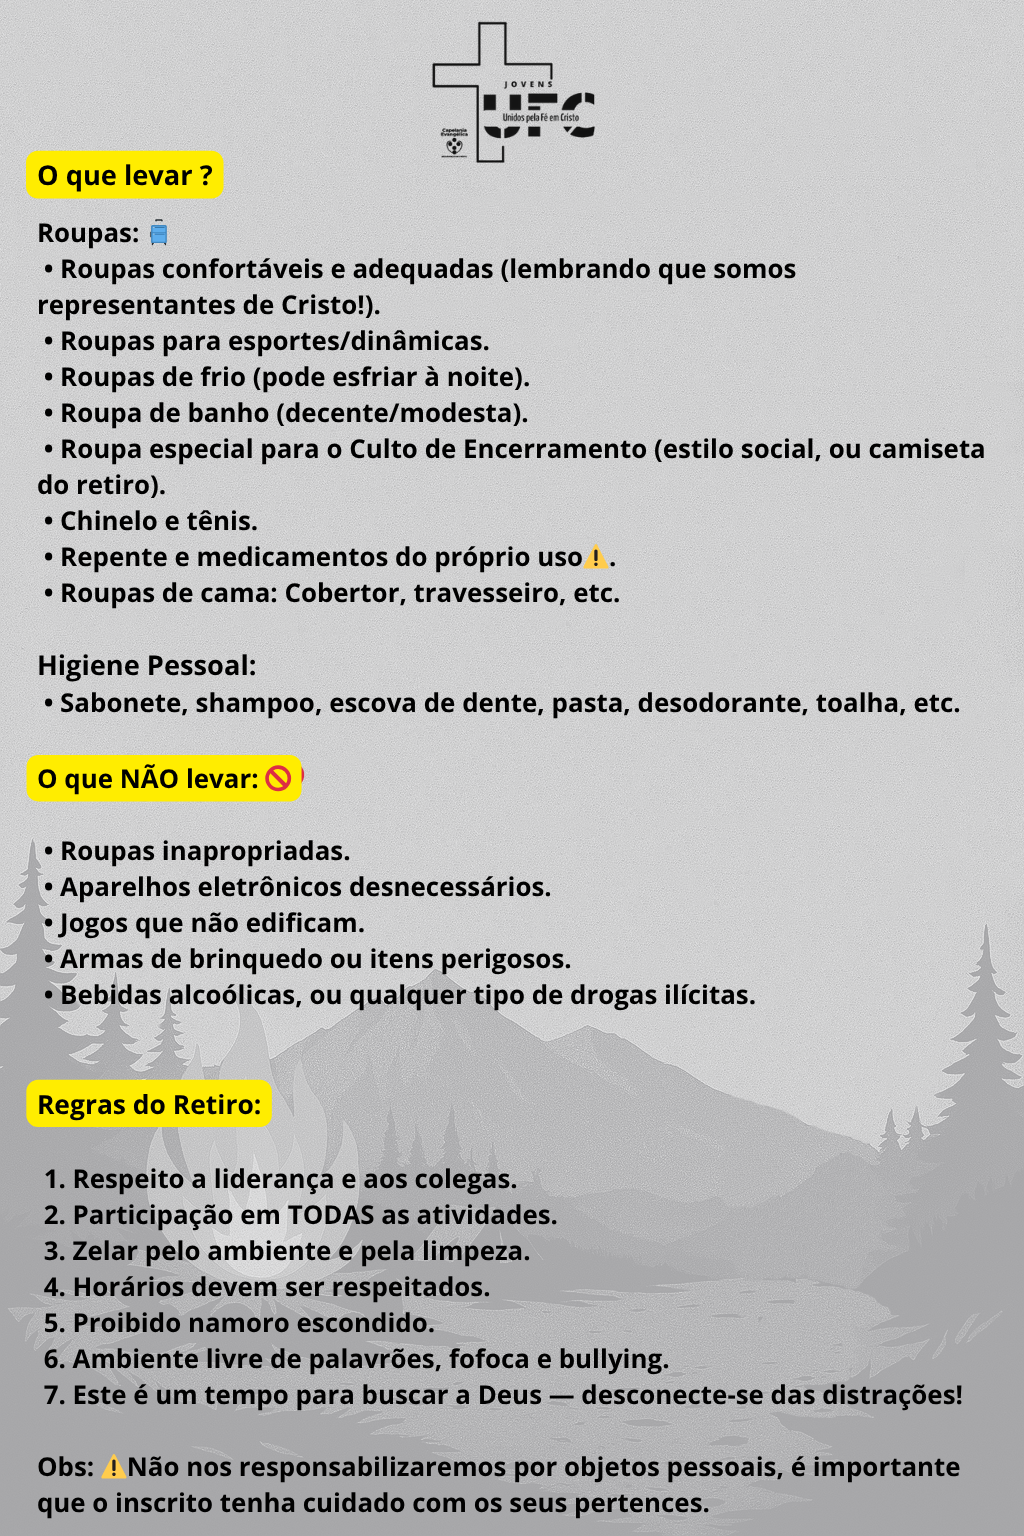 JOVENS
UFC
Unidos pela Fé em Cristo
Capelania
Evangélica
O que levar ?
Roupas: 🧳
• Roupas confortáveis e adequadas (lembrando que somos
representantes de Cristo!).
• Roupas para esportes/dinâmicas.
• Roupas de frio (pode esfriar à noite).
• Roupa de banho (decente/modesta).
• Roupa especial para o Culto de Encerramento (estilo social, ou camiseta
do retiro).
• Chinelo e tênis.
• Repente e medicamentos do próprio uso⚠️.
• Roupas de cama: Cobertor, travesseiro, etc.
Higiene Pessoal:
• Sabonete, shampoo, escova de dente, pasta, desodorante, toalha, etc.
O que NÃO levar: 🚫
• Roupas inapropriadas.
• Aparelhos eletrônicos desnecessários.
• Jogos que não edificam.
• Armas de brinquedo ou itens perigosos.
• Bebidas alcoólicas, ou qualquer tipo de drogas ilícitas.
Regras do Retiro:
1. Respeito a liderança e aos colegas.
2. Participação em TODAS as atividades.
3. Zelar pelo ambiente e pela limpeza.
4. Horários devem ser respeitados.
5. Proibido namoro escondido.
6. Ambiente livre de palavrões, fofoca e bullying.
7. Este é um tempo para buscar a Deus — desconecte-se das distrações!
Obs: ⚠️Não nos responsabilizaremos por objetos pessoais, é importante
que o inscrito tenha cuidado com os seus pertences.